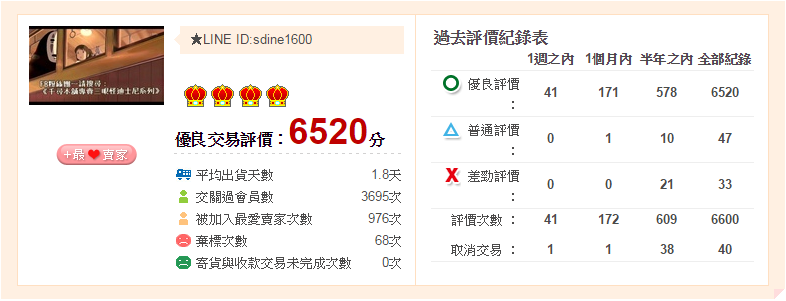 FB粉絲團--請搜尋:
《千尋本舖專賣三眼怪迪士尼系列》
+最❤賣家
★LINE ID:sdine1600
優良交易評價:6520分
平均出貨天數 1.8天
交關過會員數 3695次
被加入最愛賣家次數 976次
棄標次數 68次
寄貨與收款交易未完成次數 0次
過去評價紀錄表
1週之內 1個月內 半年之內 全部紀錄
優良評價: 41 171 578 6520
普通評價: 0 1 10 47
X 差勁評價: 0 0 21 33
評價次數 : 41 172 609 6600
取消交易 : 1 1 38 40